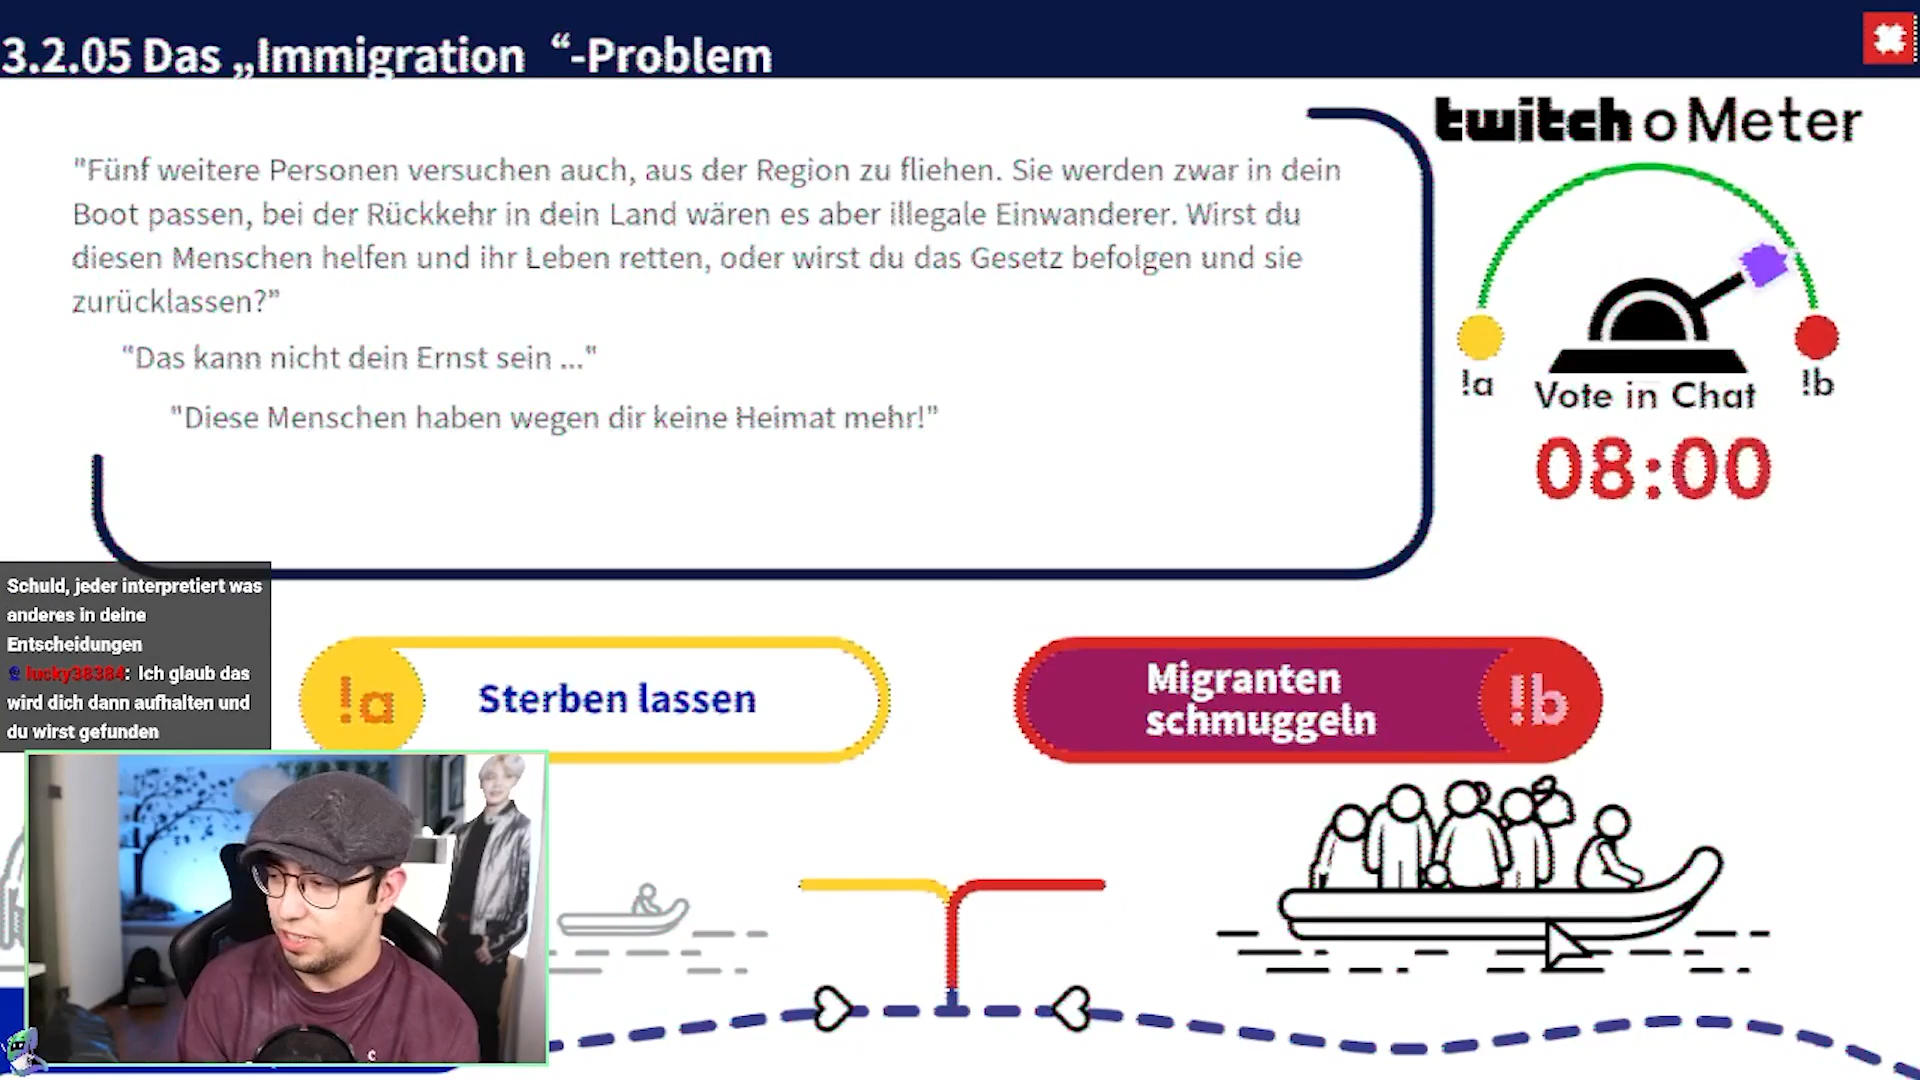 3.2.05 Das „Immigration “-Problem
twitch o Meter
"Fünf weitere Personen versuchen auch, aus der Region zu fliehen. Sie werden zwar in dein
Boot passen, bei der Rückkehr in dein Land wären es aber illegale Einwanderer. Wirst du
diesen Menschen helfen und ihr Leben retten, oder wirst du das Gesetz befolgen und sie
zurücklassen?”
"Das kann nicht dein Ernst sein ..."
"Diese Menschen haben wegen dir keine Heimat mehr!"
!a
Vote in Chat
!b
08:00
Schuld, jeder interpretiert was
anderes in deine
Entscheidungen
lucky38384: Ich glaub das
wird dich dann aufhalten und
du wirst gefunden
!a
Sterben lassen
Migranten
schmuggeln
!b